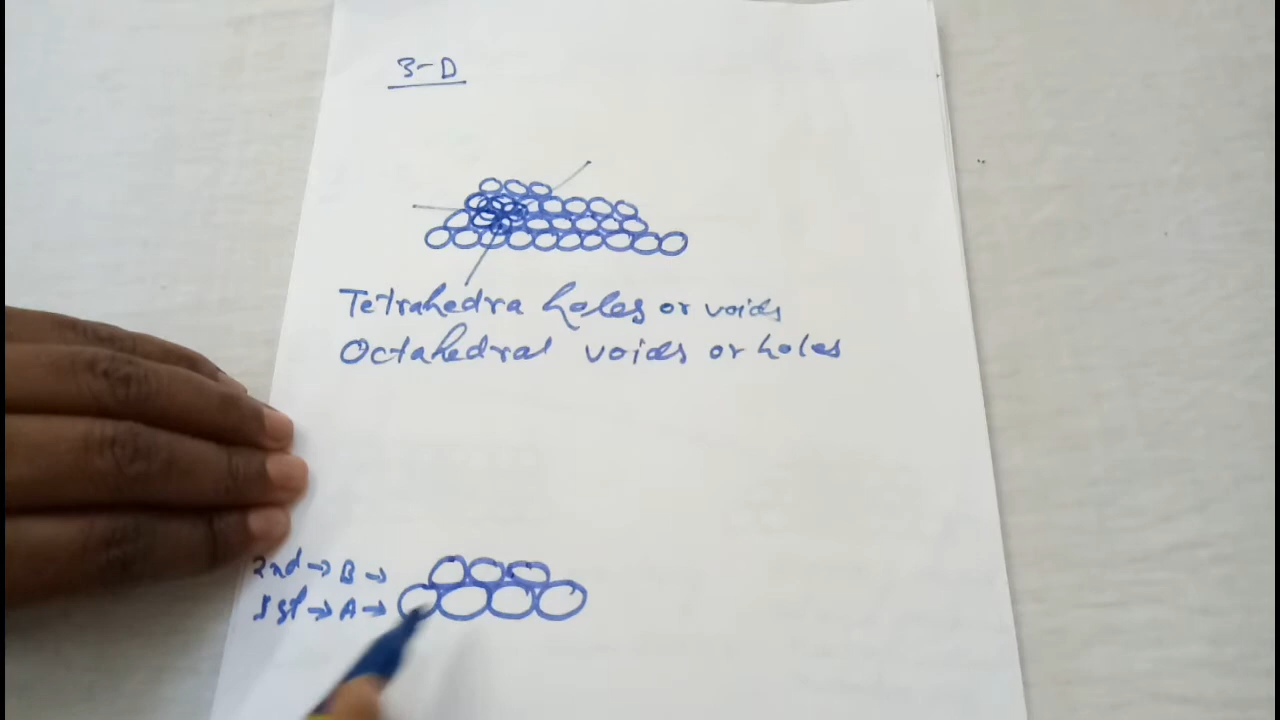 3-D
Tetrahedra holes or voids
Octahedral voids or holes
2nd → B →
1st → A →